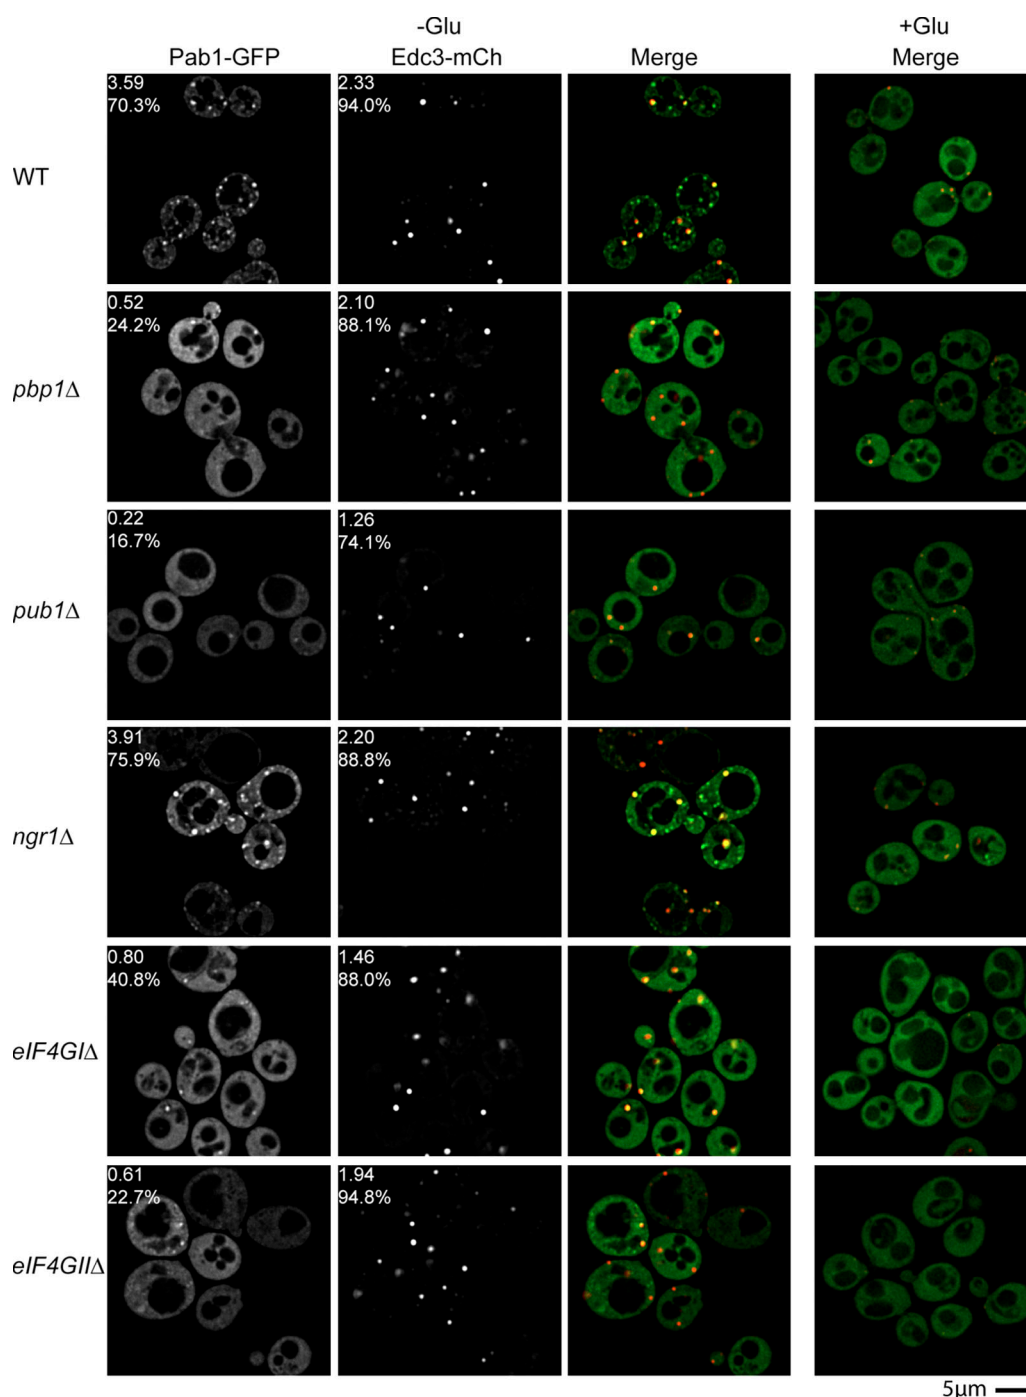 -Glu
+Glu
Pab1-GFP Edc3-mCh Merge Merge
WT
3.59
70.3%
2.33
94.0%
pbp1Δ
0.52
24.2%
2.10
88.1%
pub1Δ
0.22
16.7%
1.26
74.1%
ngr1Δ
3.91
75.9%
2.20
88.8%
eIF4GIΔ
0.80
40.8%
1.46
88.0%
eIF4GIIΔ
0.61
22.7%
1.94
94.8%
5μm